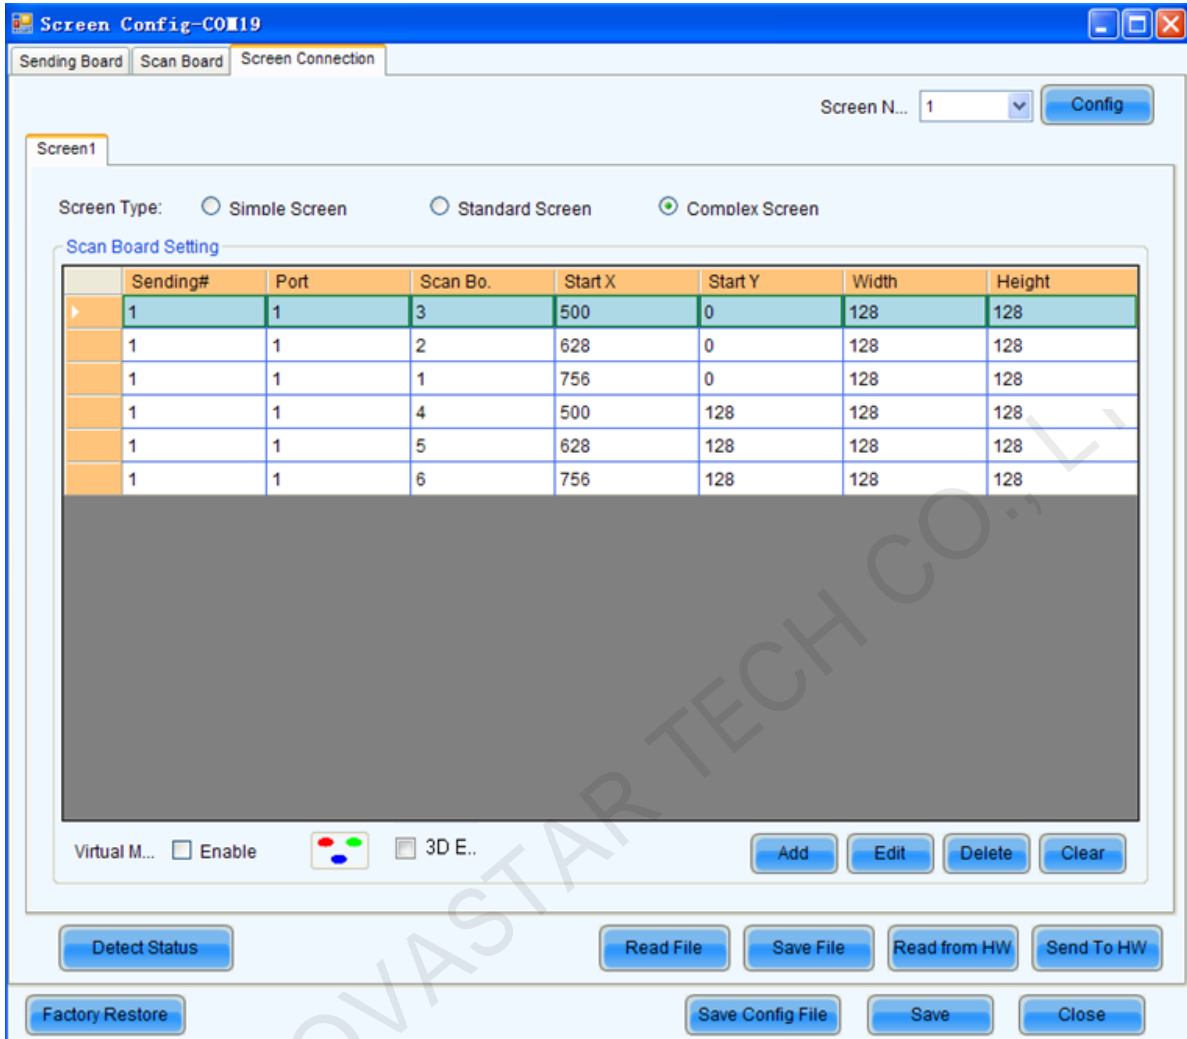 Screen Config-COM19
Sending Board Scan Board Screen Connection
Screen N... 1 Config
Screen1
Screen Type: Simple Screen Standard Screen Complex Screen
Scan Board Setting
Sending# Port Scan Bo. Start X Start Y Width Height
1 1 3 500 0 128 128
1 1 2 628 0 128 128
1 1 1 756 0 128 128
1 1 4 500 128 128 128
1 1 5 628 128 128 128
1 1 6 756 128 128 128
Virtual M... Enable 3D E.. Add Edit Delete Clear
Detect Status Read File Save File Read from HW Send To HW
Factory Restore Save Config File Save Close
OVASTAR TECH CO., L